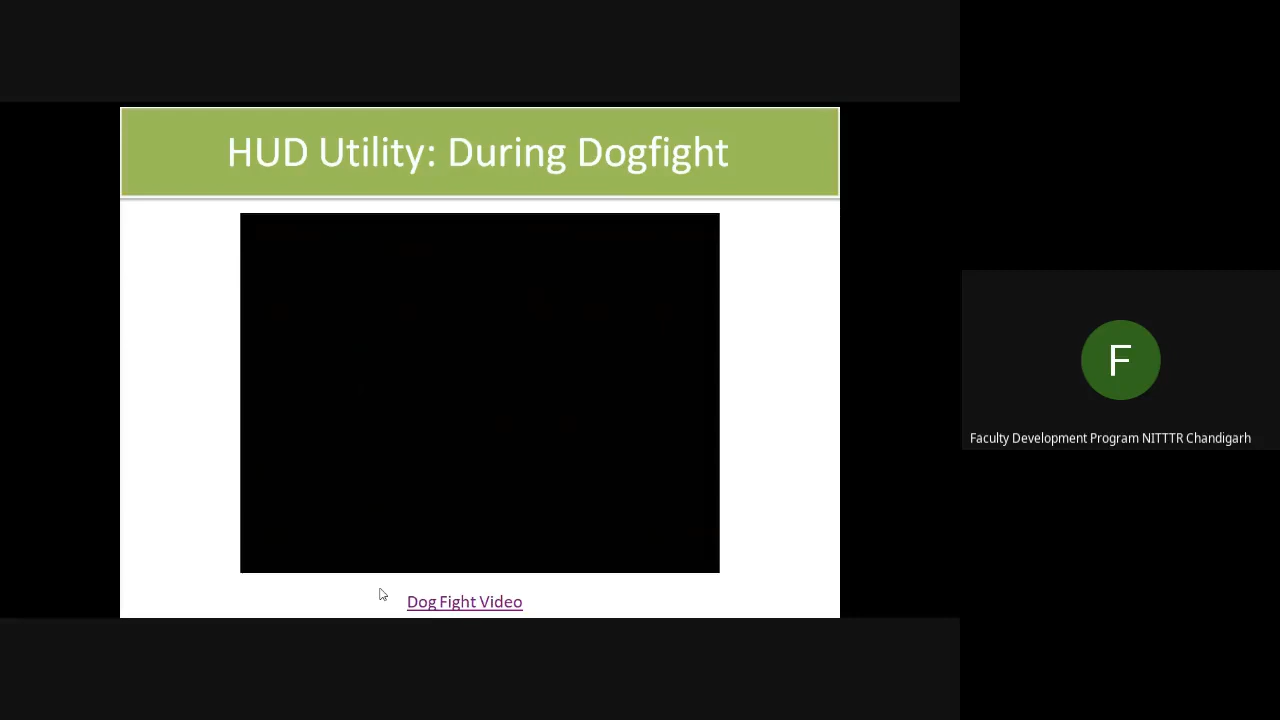 HUD Utility: During Dogfight
F
Faculty Development Program NITTTR Chandigarh
Dog Fight Video